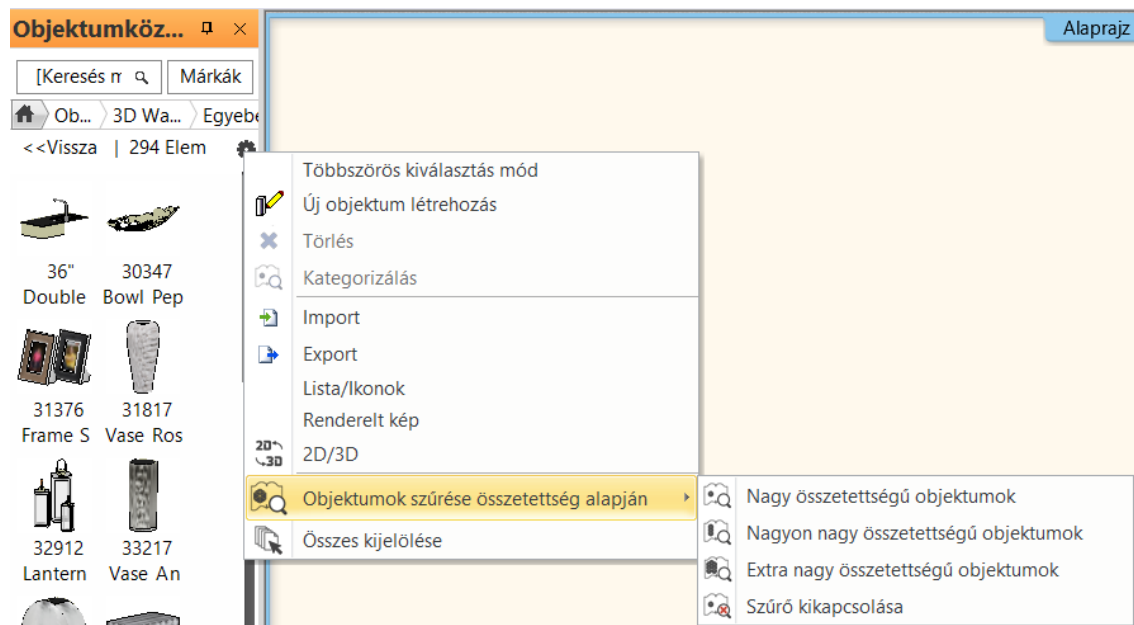 Objektumköz...
Alaprajz
[Keresés m
Márkák
Ob...
3D Wa...
Egyebe
<<Vissza | 294 Elem
36"
Double
30347
Bowl Pep
31376
Frame S
31817
Vase Ros
32912
Lantern
33217
Vase An
Többszörös kiválasztás mód
Új objektum létrehozás
Törlés
Kategorizálás
Import
Export
Lista/Ikonok
Renderelt kép
2D
3D
2D/3D
Objektumok szűrése összetettség alapján
Összes kijelölése
Nagy összetettségű objektumok
Nagyon nagy összetettségű objektumok
Extra nagy összetettségű objektumok
Szűrő kikapcsolása